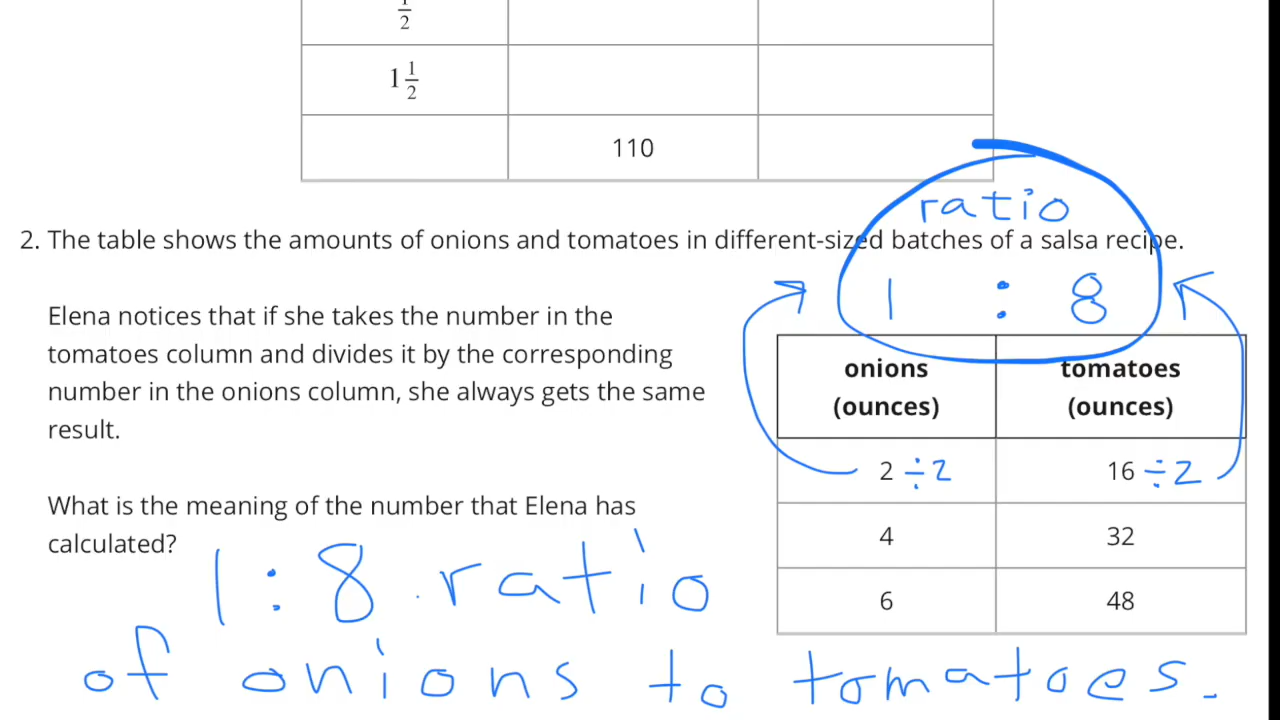 1/2
1 1/2
110
ratio
2. The table shows the amounts of onions and tomatoes in different-sized batches of a salsa recipe.
1 : 8
Elena notices that if she takes the number in the
tomatoes column and divides it by the corresponding
number in the onions column, she always gets the same
result.
What is the meaning of the number that Elena has
calculated?
onions (ounces) tomatoes (ounces)
2 ÷2 16 ÷2
4 32
6 48
1:8 ratio
of onions to tomatoes.